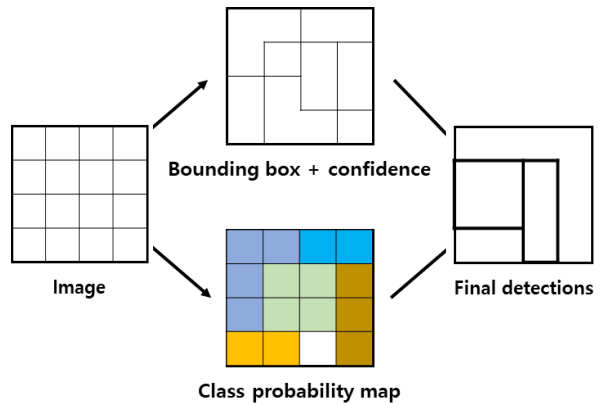 Bounding box + confidence
Image
Final detections
Class probability map